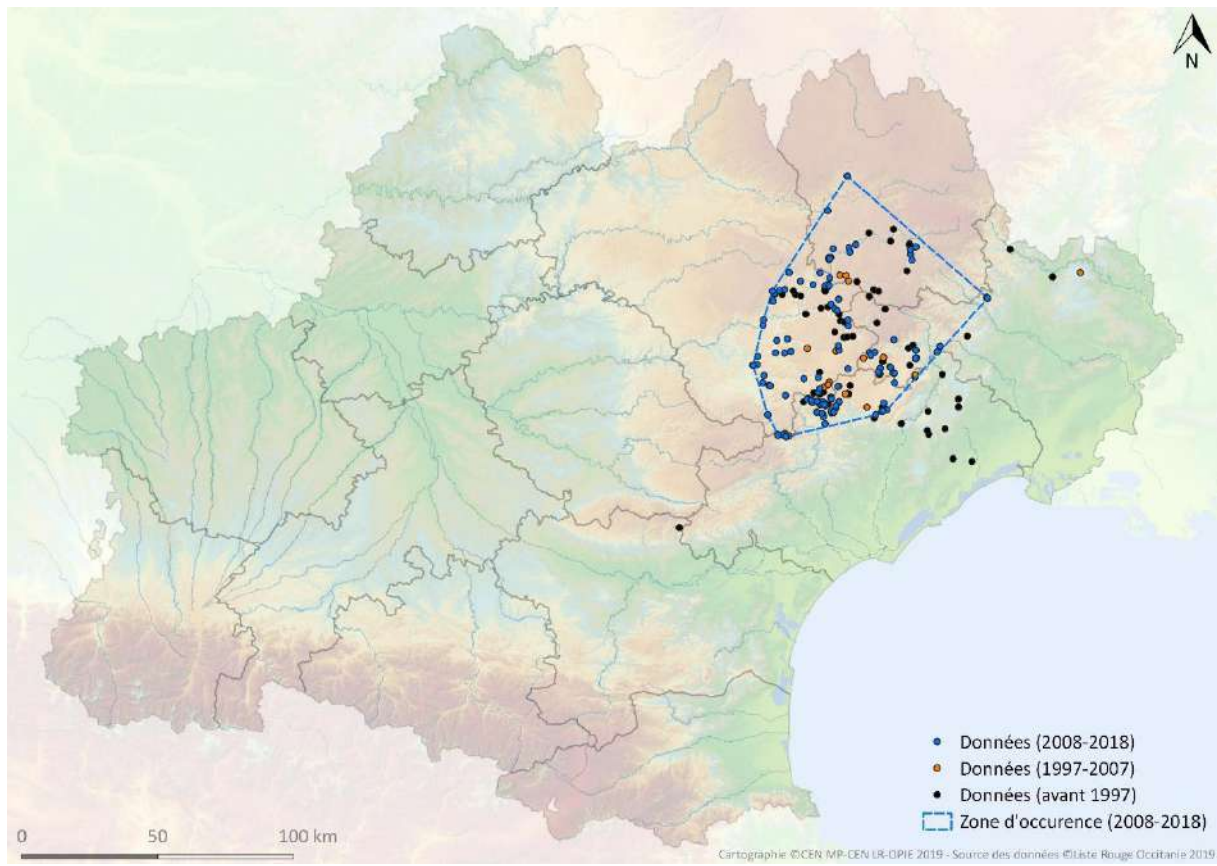 N
Données (2008-2018)
Données (1997-2007)
Données (avant 1997)
Zone d'occurence (2008-2018)
0 50 100 km
Cartographie ©CEN MP-CEN LR-OPIE 2019 - Source des données ©Liste Rouge Occitanie 2019